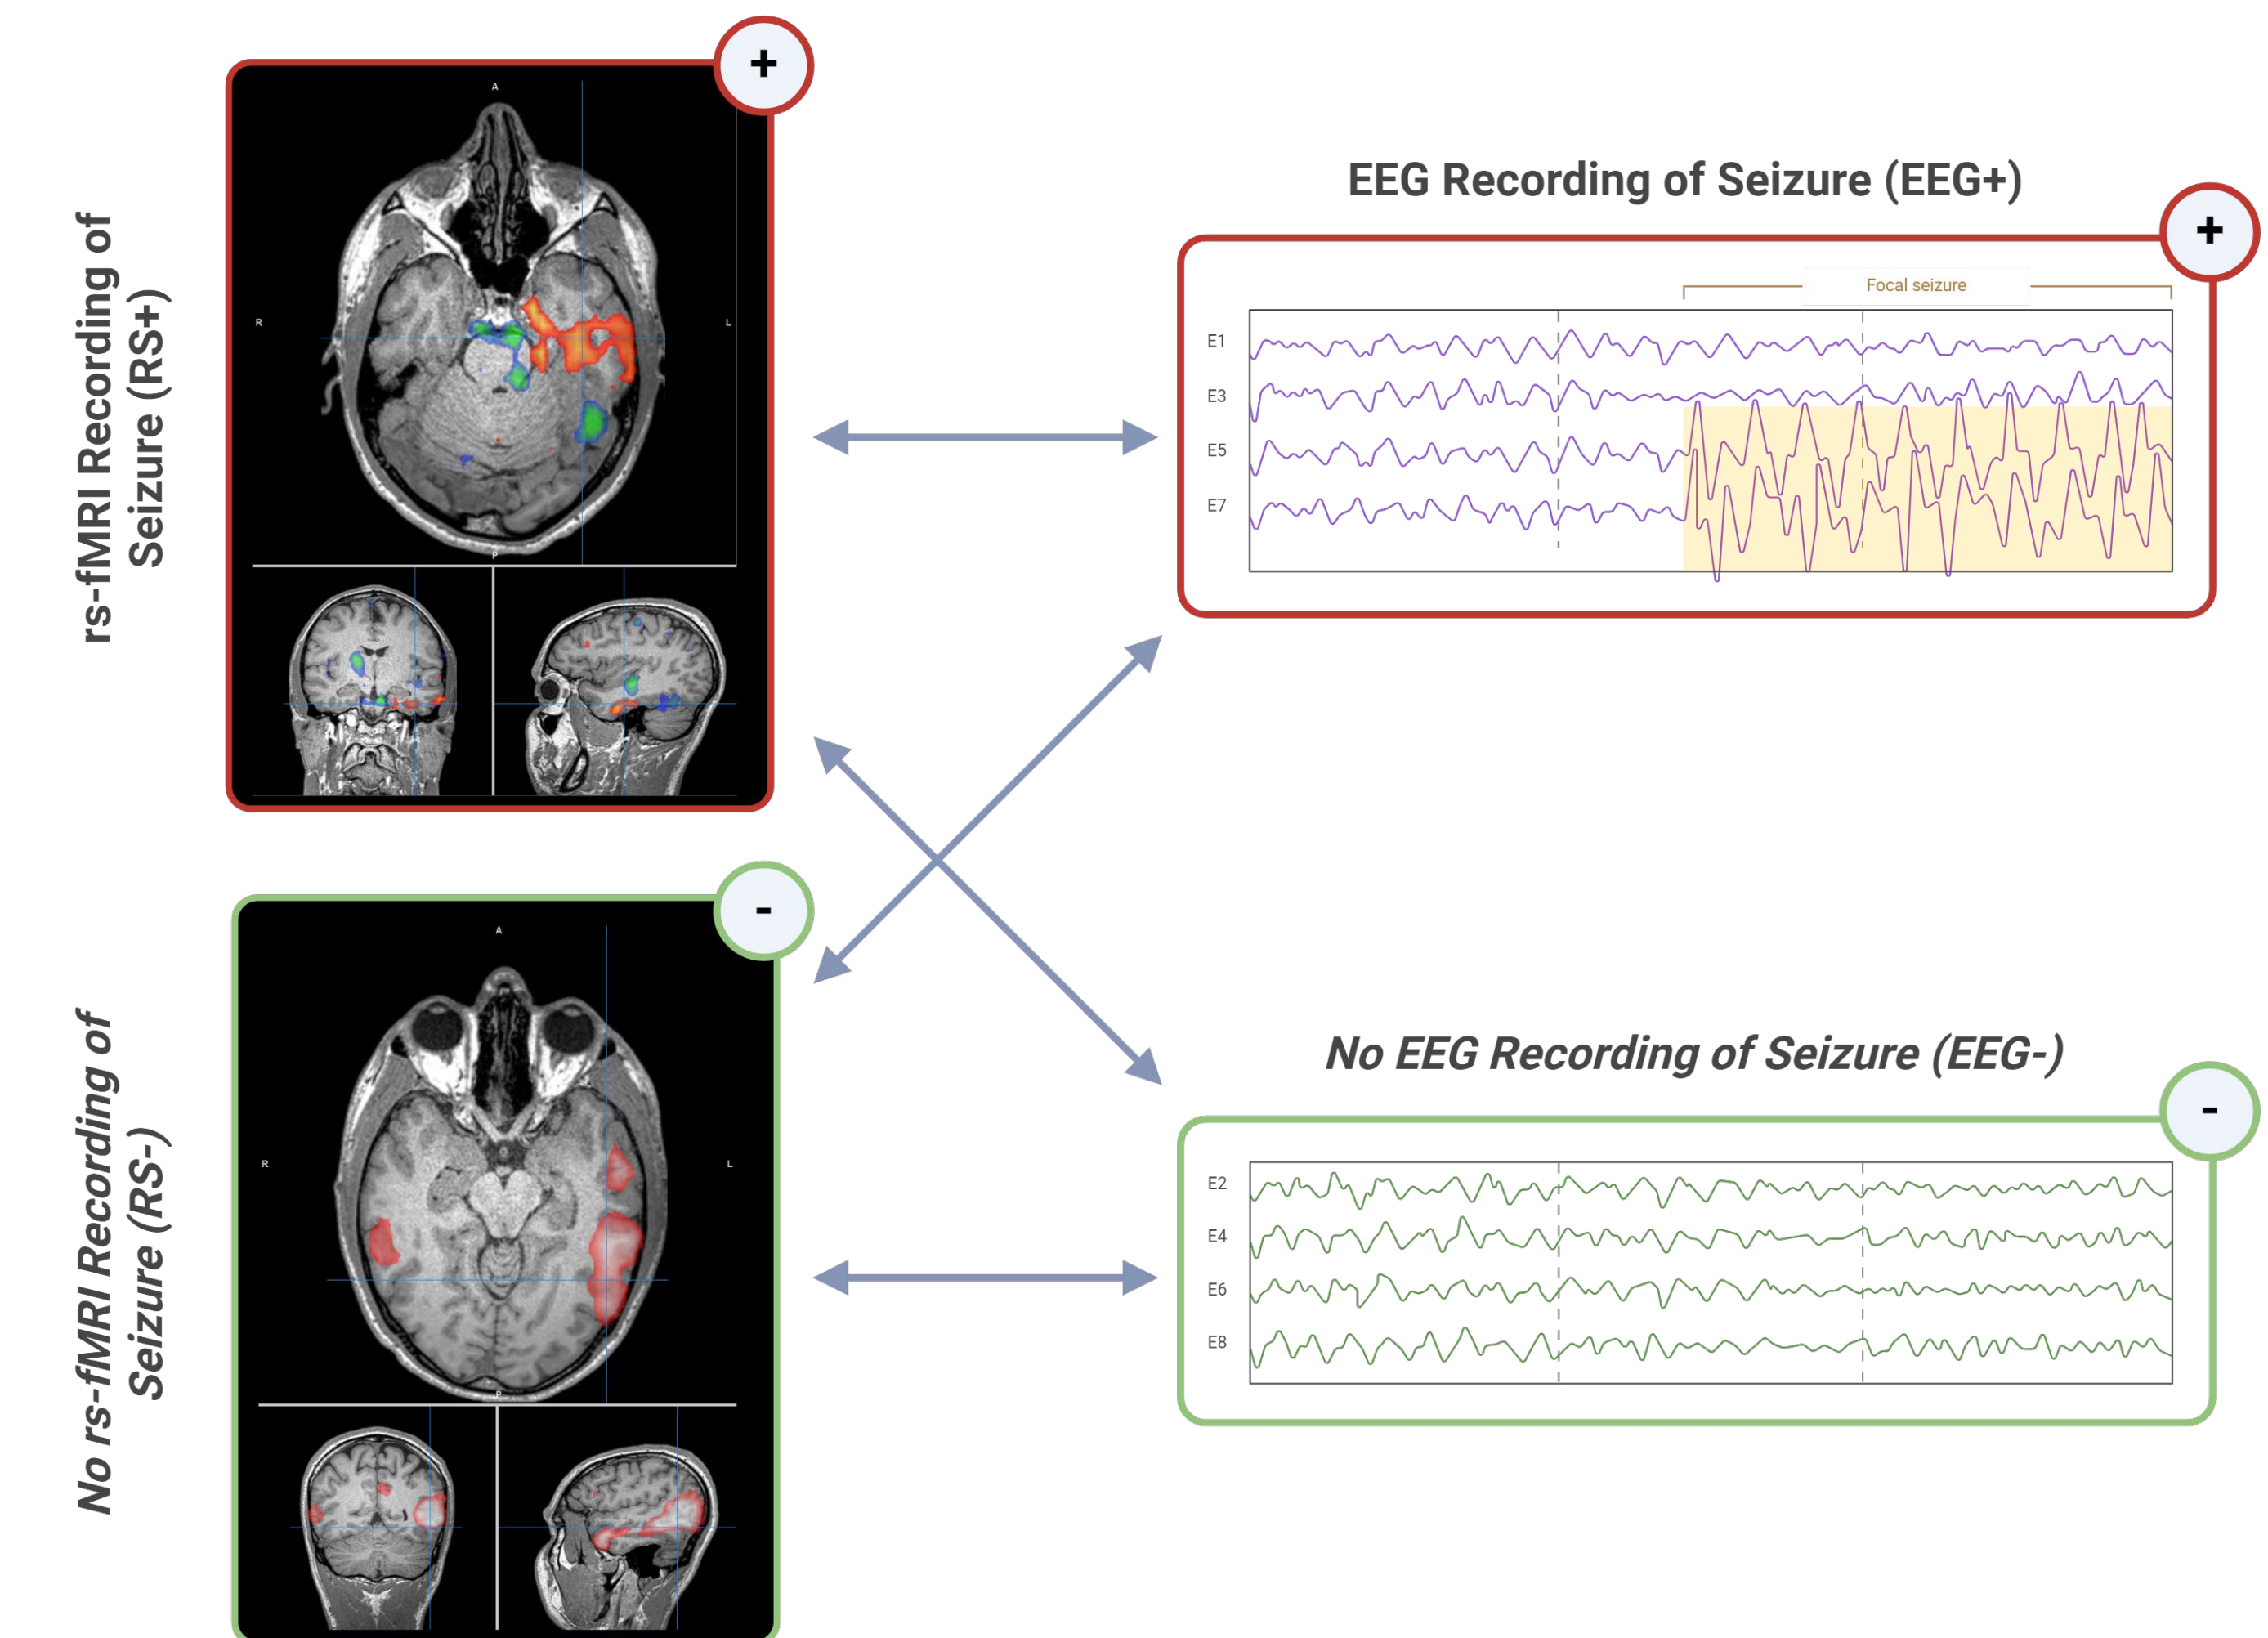 rs-fMRI Recording of
Seizure (RS+)
+
A
R
L
P
EEG Recording of Seizure (EEG+)
+
Focal seizure
E1
E3
E5
E7
No rs-fMRI Recording of
Seizure (RS-)
-
A
R
L
P
No EEG Recording of Seizure (EEG-)
-
E2
E4
E6
E8